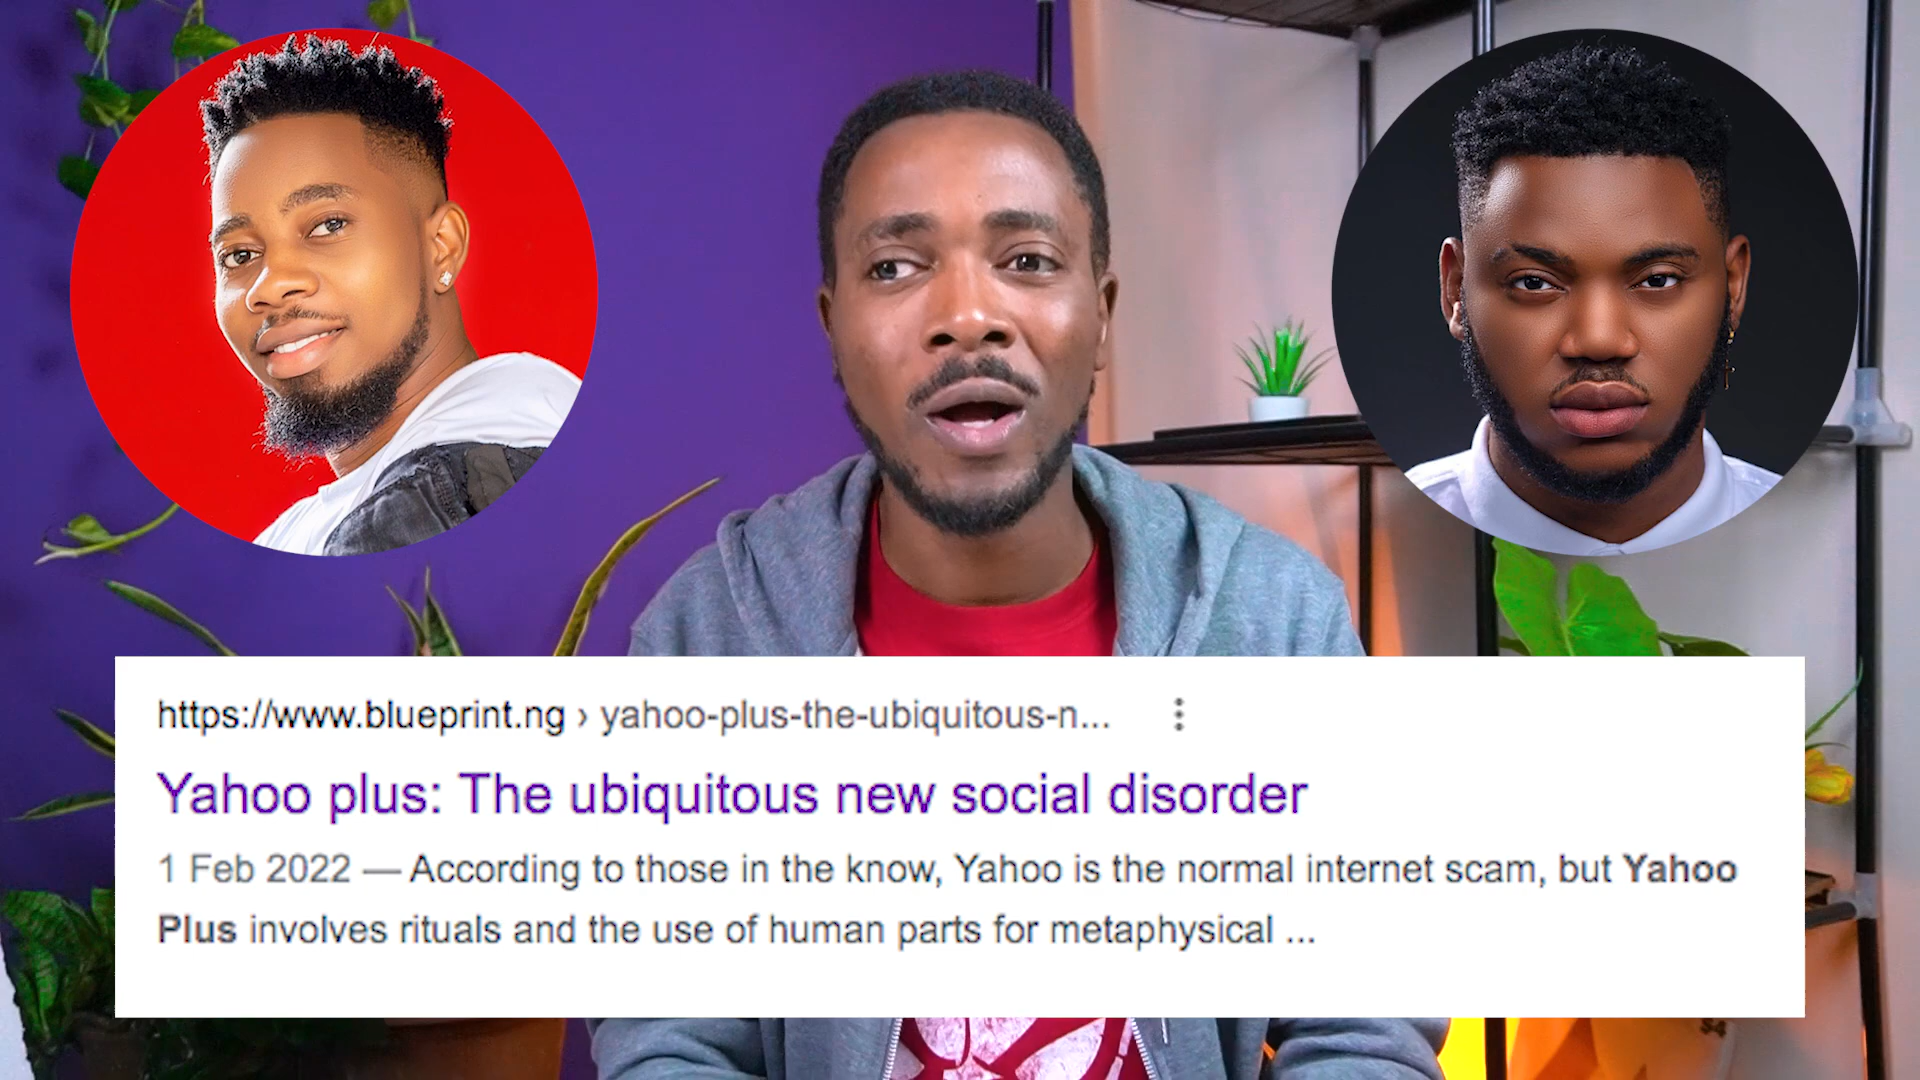 https://www.blueprint.ng › yahoo-plus-the-ubiquitous-n...
Yahoo plus: The ubiquitous new social disorder
1 Feb 2022 — According to those in the know, Yahoo is the normal internet scam, but Yahoo
Plus involves rituals and the use of human parts for metaphysical ...